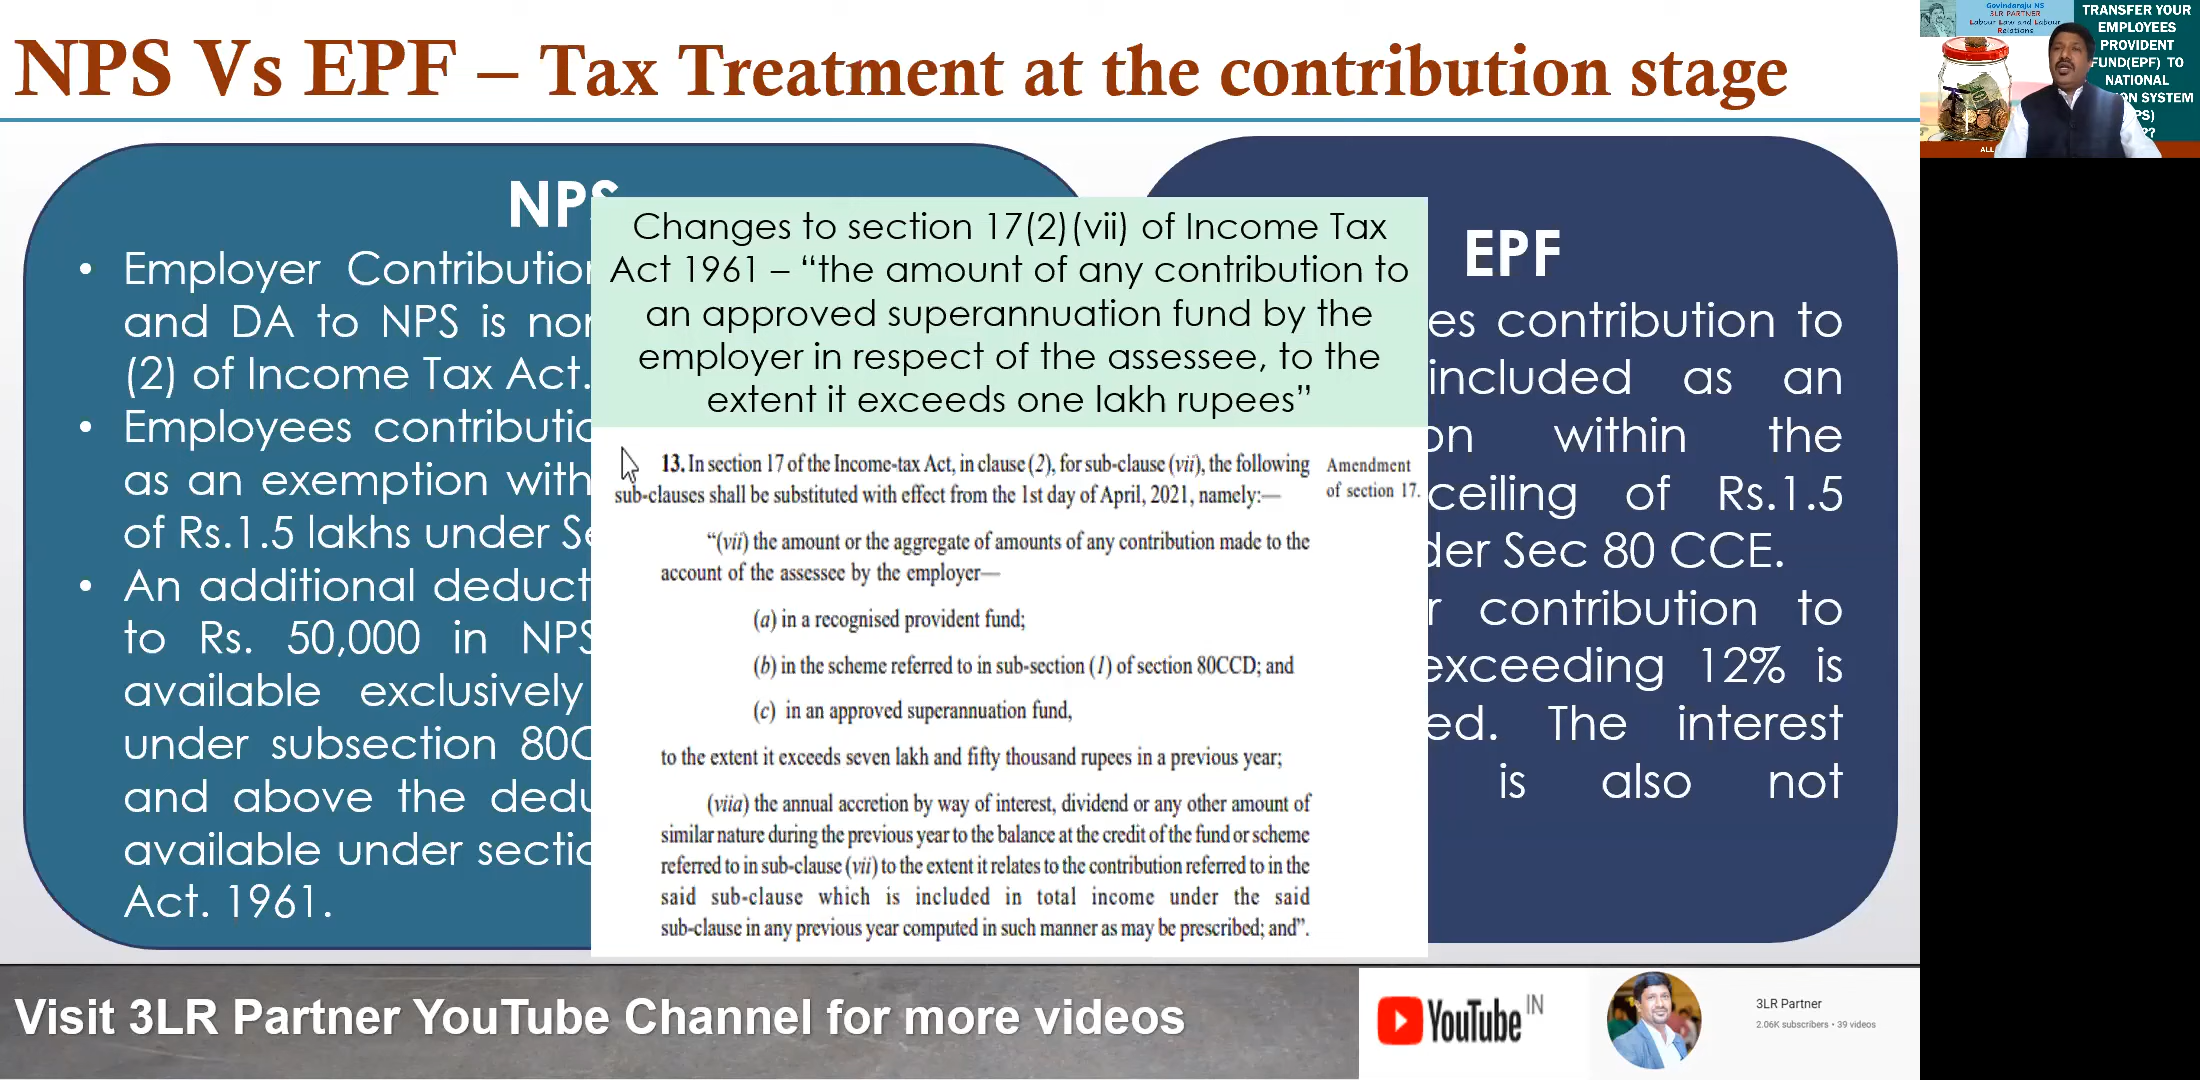 NPS Vs EPF – Tax Treatment at the contribution stage
NPS
• Employer Contribution
and DA to NPS is
(2) of Income Tax Act.
• Employees
as an exemption
of Rs.1.5 lakhs under
• An additional
to Rs. 50,000 in NPS
available exclusively
under subsection
and above the
available under
Act. 1961.
Changes to section 17(2)(vii) of Income Tax
Act 1961 – “the amount of any contribution to
an approved superannuation fund by the
employer in respect of the assessee, to the
extent it exceeds one lakh rupees”
13. In section 17 of the Income-tax Act, in clause (2), for sub-clause (vii), the following
sub-clauses shall be substituted with effect from the 1st day of April, 2021, namely:—
Amendment
of section 17.
“(vii) the amount or the aggregate of amounts of any contribution made to the
account of the assessee by the employer—
(a) in a recognised provident fund;
(b) in the scheme referred to in sub-section (1) of section 80CCD; and
(c) in an approved superannuation fund,
to the extent it exceeds seven lakh and fifty thousand rupees in a previous year;
(viia) the annual accretion by way of interest, dividend or any other amount of
similar nature during the previous year to the balance at the credit of the fund or scheme
referred to in sub-clause (vii) to the extent it relates to the contribution referred to in the
said sub-clause which is included in total income under the said
sub-clause in any previous year computed in such manner as may be prescribed; and”.
EPF
contribution to
included as an
within the
ceiling of Rs.1.5
Sec 80 CCE.
contribution to
exceeding 12% is
The interest
is also not
Govindaraju NS
3LR PARTNER
Labour Law and Labour
Relations
TRANSFER YOUR
EMPLOYEES
PROVIDENT
FUND(EPF) TO
NATIONAL
SYSTEM
ALL
Visit 3LR Partner YouTube Channel for more videos
YouTube IN
3LR Partner
2.06K subscribers • 39 videos